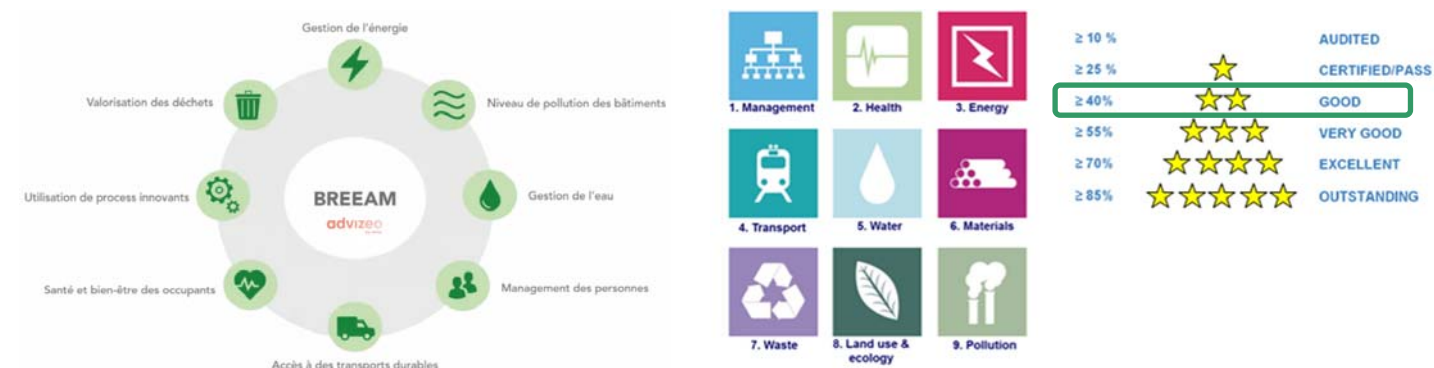 Gestion de l'énergie
Valorisation des déchets
Niveau de pollution des bâtiments
Utilisation de process innovants
BREEAM
advizeo
Gestion de l'eau
Santé et bien-être des occupants
Management des personnes
Accès à des transports durables
1. Management
2. Health
3. Energy
4. Transport
5. Water
6. Materials
7. Waste
8. Land use &
ecology
9. Pollution
≥ 10 % AUDITED
≥ 25 % CERTIFIED/PASS
≥ 40% GOOD
≥ 55% VERY GOOD
≥ 70% EXCELLENT
≥ 85% OUTSTANDING